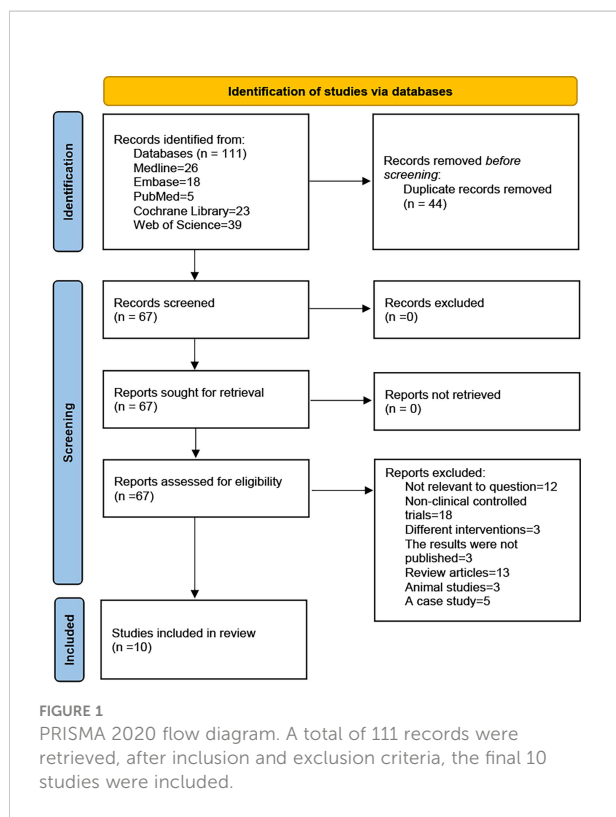 Identification of studies via databases
Identification
Records identified from:
Databases (n = 111)
Medline=26
Embase=18
PubMed=5
Cochrane Library=23
Web of Science=39
Records removed before
screening:
Duplicate records removed
(n = 44)
Screening
Records screened
(n = 67)
Records excluded
(n =0)
Reports sought for retrieval
(n = 67)
Reports not retrieved
(n = 0)
Reports assessed for eligibility
(n =67)
Reports excluded:
Not relevant to question=12
Non-clinical controlled
trials=18
Different interventions=3
The results were not
published=3
Review articles=13
Animal studies=3
A case study=5
Included
Studies included in review
(n =10)
FIGURE 1
PRISMA 2020 flow diagram. A total of 111 records were
retrieved, after inclusion and exclusion criteria, the final 10
studies were included.